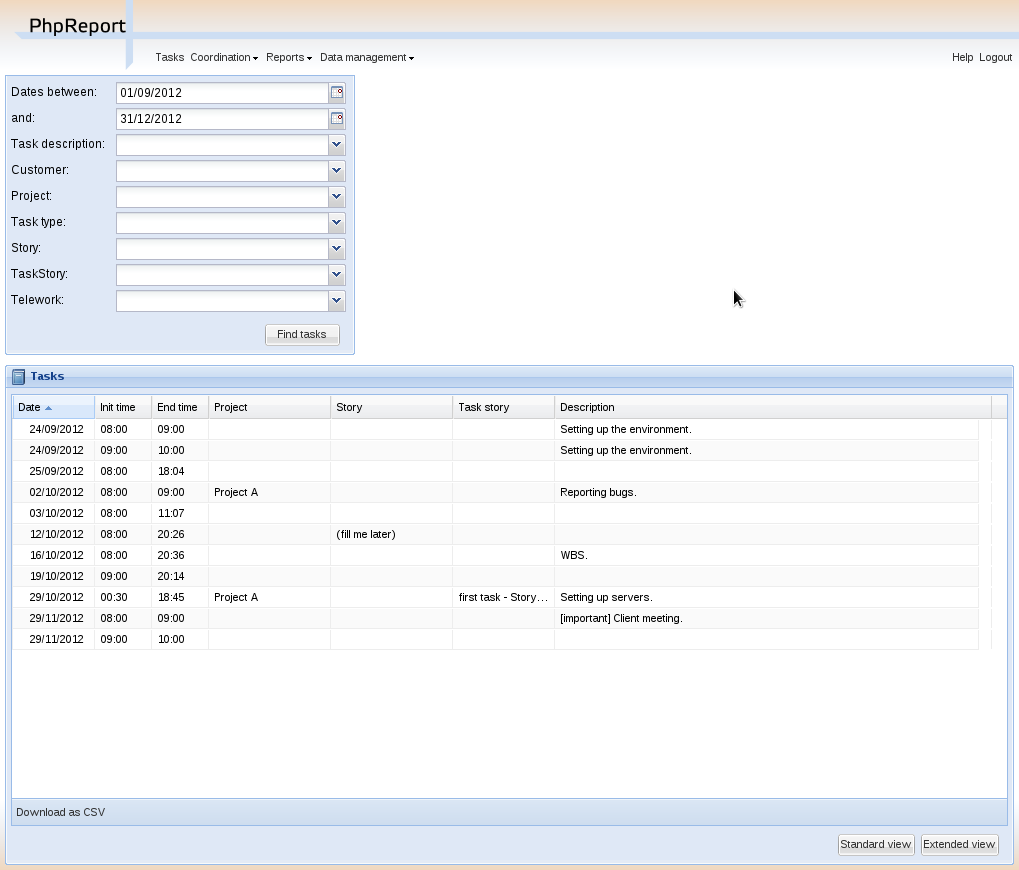 PhpReport
Tasks Coordination Reports Data management Help Logout
Dates between: 01/09/2012
and: 31/12/2012
Task description:
Customer:
Project:
Task type:
Story:
TaskStory:
Telework:
Find tasks
Tasks
Date Init time End time Project Story Task story Description
24/09/2012 08:00 09:00 Setting up the environment.
24/09/2012 09:00 10:00 Setting up the environment.
25/09/2012 08:00 18:04
02/10/2012 08:00 09:00 Project A Reporting bugs.
03/10/2012 08:00 11:07
12/10/2012 08:00 20:26 (fill me later)
16/10/2012 08:00 20:36 WBS.
19/10/2012 09:00 20:14
29/10/2012 00:30 18:45 Project A first task - Story... Setting up servers.
29/11/2012 08:00 09:00 [important] Client meeting.
29/11/2012 09:00 10:00
Download as CSV
Standard view Extended view